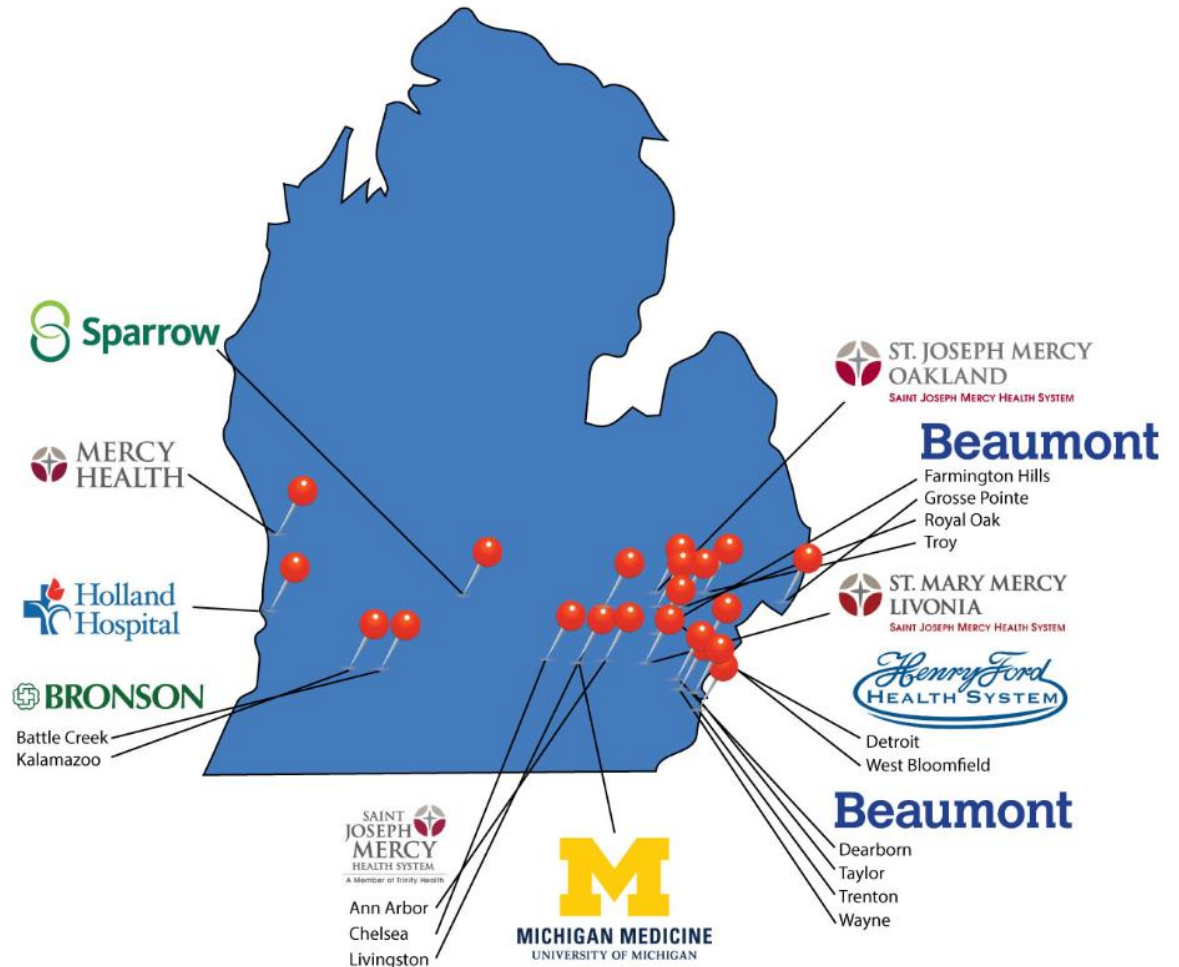 Sparrow
MERCY
HEALTH
Holland
Hospital
BRONSON
Battle Creek
Kalamazoo
SAINT
JOSEPH
MERCY
HEALTH SYSTEM
A Member of Trinity Health
Ann Arbor
Chelsea
Livingston
M
MICHIGAN MEDICINE
UNIVERSITY OF MICHIGAN
ST. JOSEPH MERCY
OAKLAND
SAINT JOSEPH MERCY HEALTH SYSTEM
Beaumont
Farmington Hills
Grosse Pointe
Royal Oak
Troy
ST. MARY MERCY
LIVONIA
SAINT JOSEPH MERCY HEALTH SYSTEM
Henry Ford
HEALTH SYSTEM
Detroit
West Bloomfield
Beaumont
Dearborn
Taylor
Trenton
Wayne